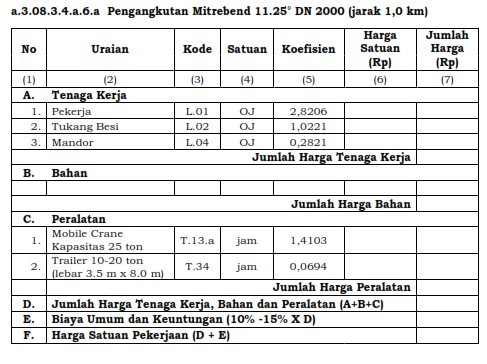 a.3.08.3.4.a.6.a Pengangkutan Mitrebend 11.25° DN 2000 (jarak 1,0 km)
No Uraian Kode Satuan Koefisien Harga Satuan (Rp) Jumlah Harga (Rp)
(1) (2) (3) (4) (5) (6) (7)
A. Tenaga Kerja
1. Pekerja L.01 OJ 2,8206
2. Tukang Besi L.02 OJ 1,0221
3. Mandor L.04 OJ 0,2821
Jumlah Harga Tenaga Kerja
B. Bahan
Jumlah Harga Bahan
C. Peralatan
1. Mobile Crane Kapasitas 25 ton T.13.a jam 1,4103
2. Trailer 10-20 ton (lebar 3.5 m x 8.0 m) T.34 jam 0,0694
Jumlah Harga Peralatan
D. Jumlah Harga Tenaga Kerja, Bahan dan Peralatan (A+B+C)
E. Biaya Umum dan Keuntungan (10% -15% X D)
F. Harga Satuan Pekerjaan (D + E)